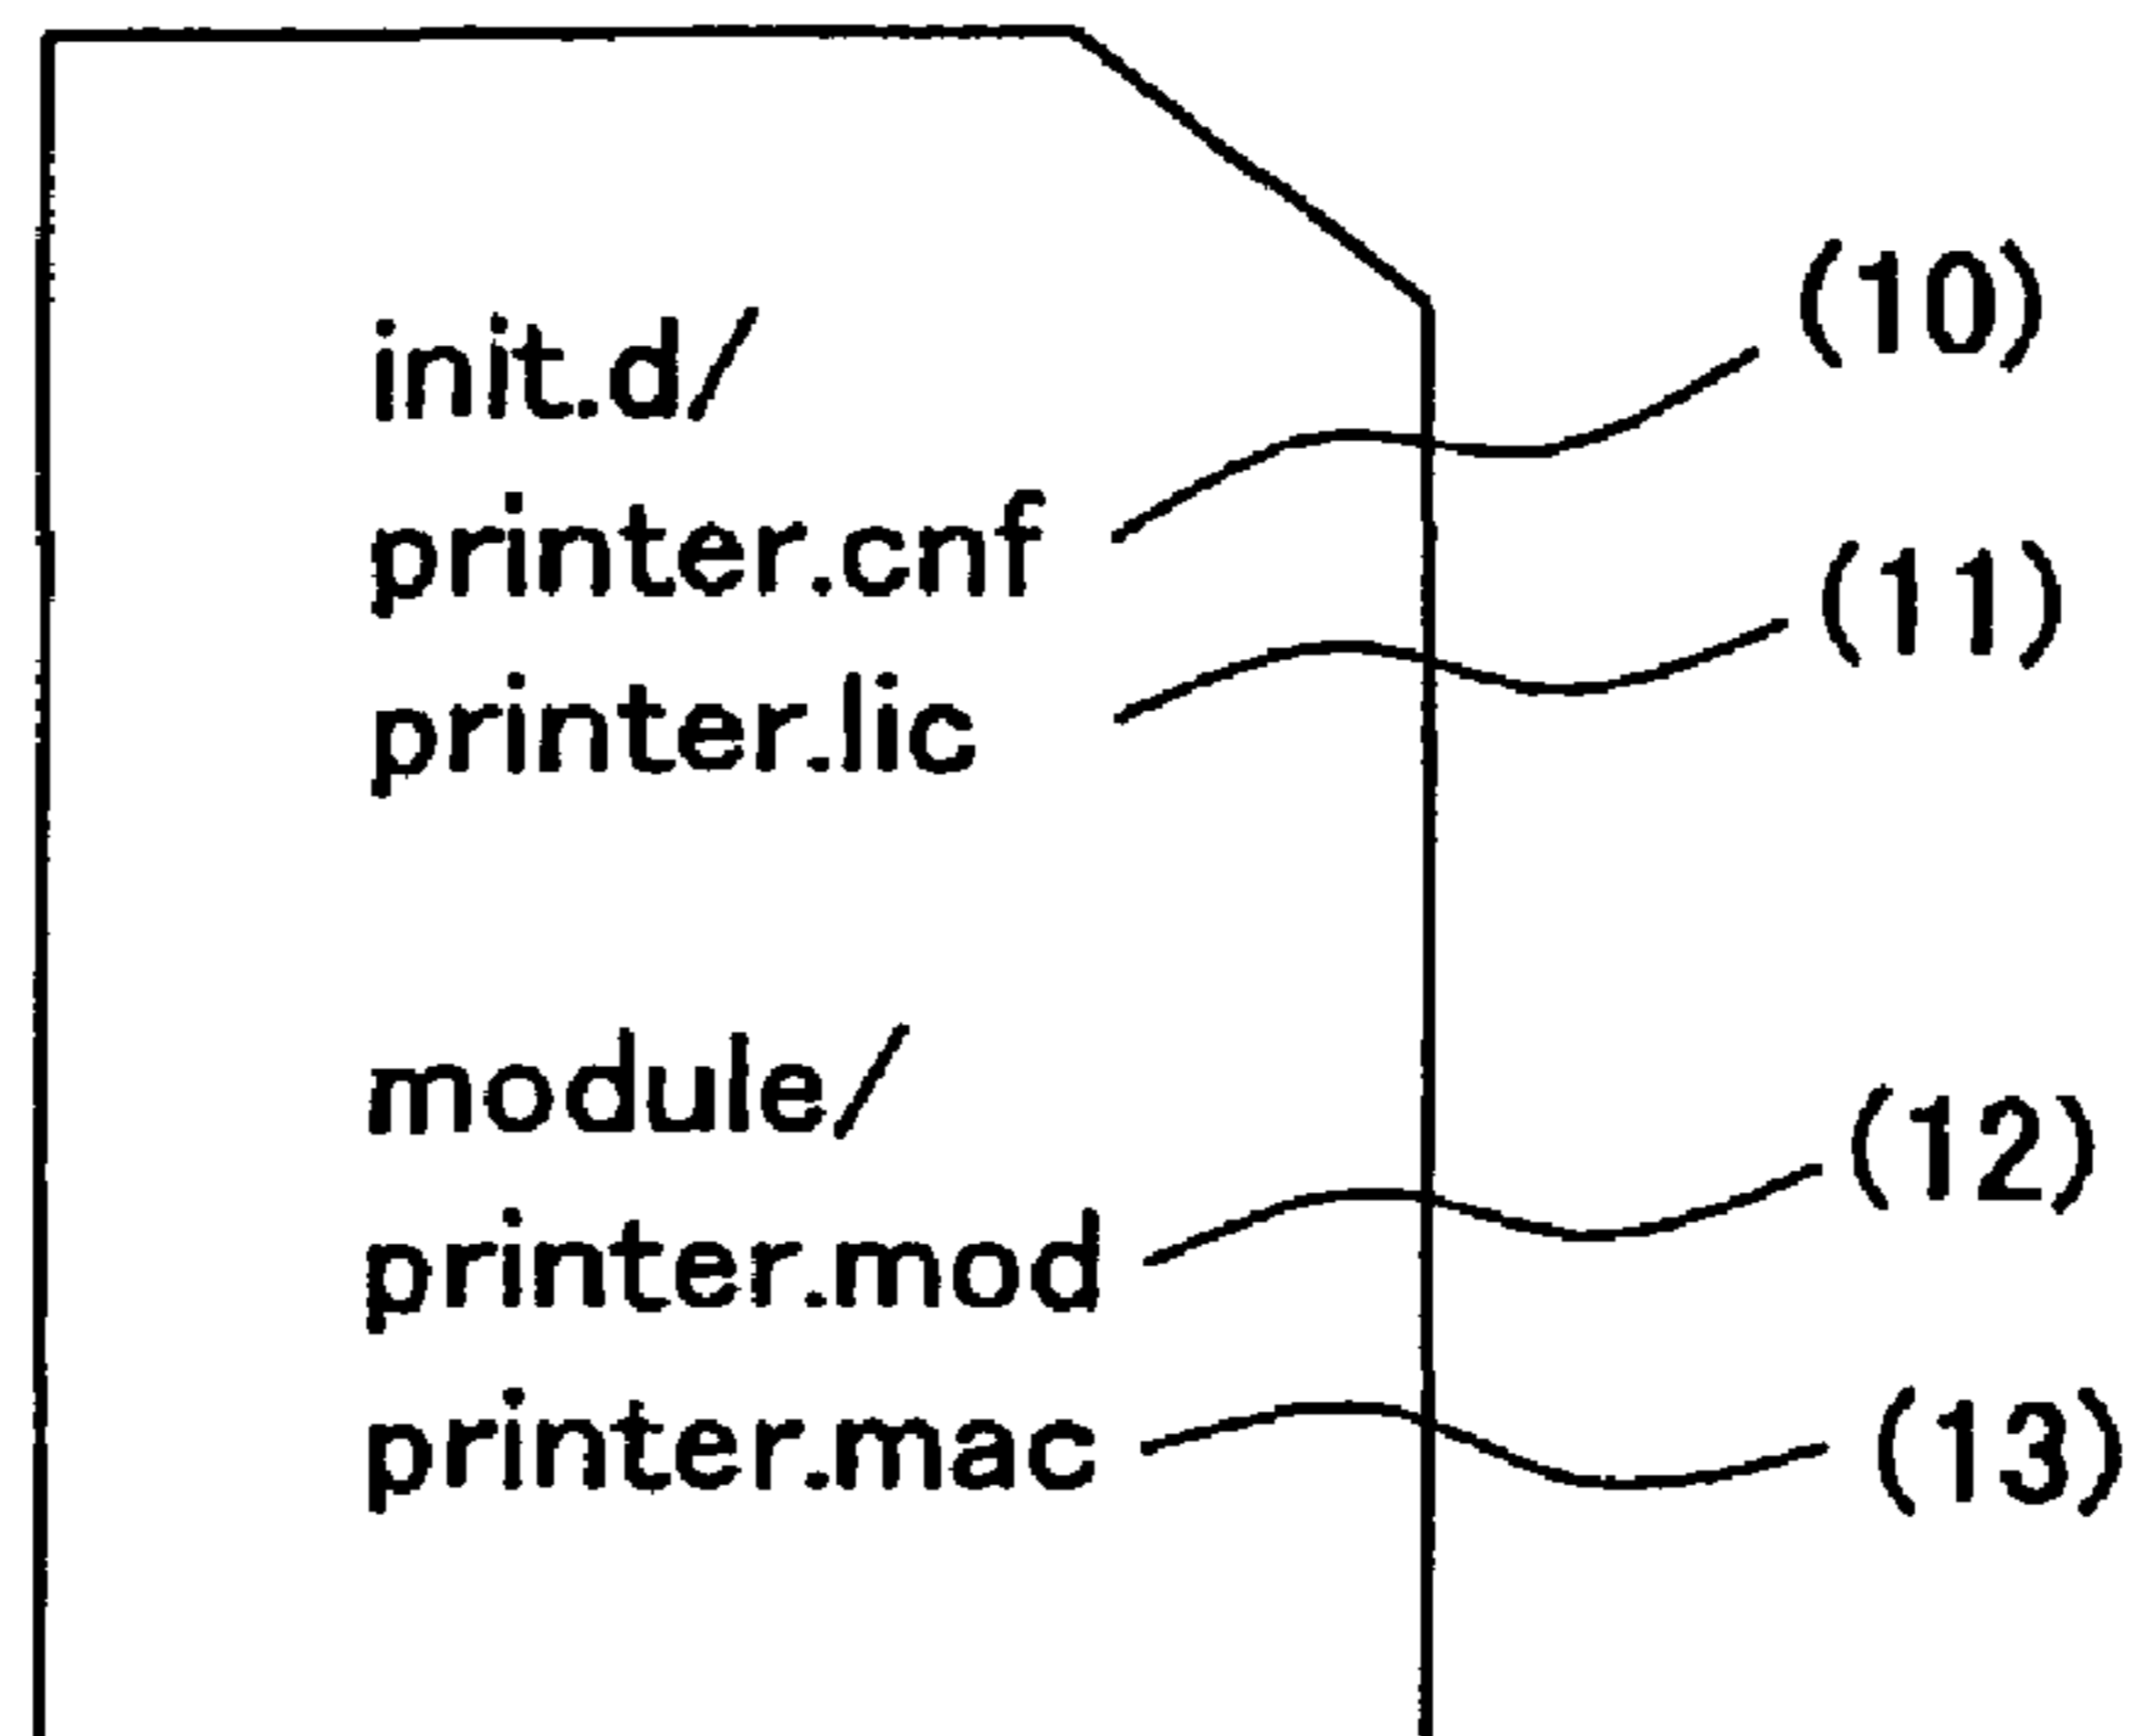 init.d/
(10)
printer.cnf
(11)
printer.lic
module/
(12)
printer.mod
(13)
printer.mac